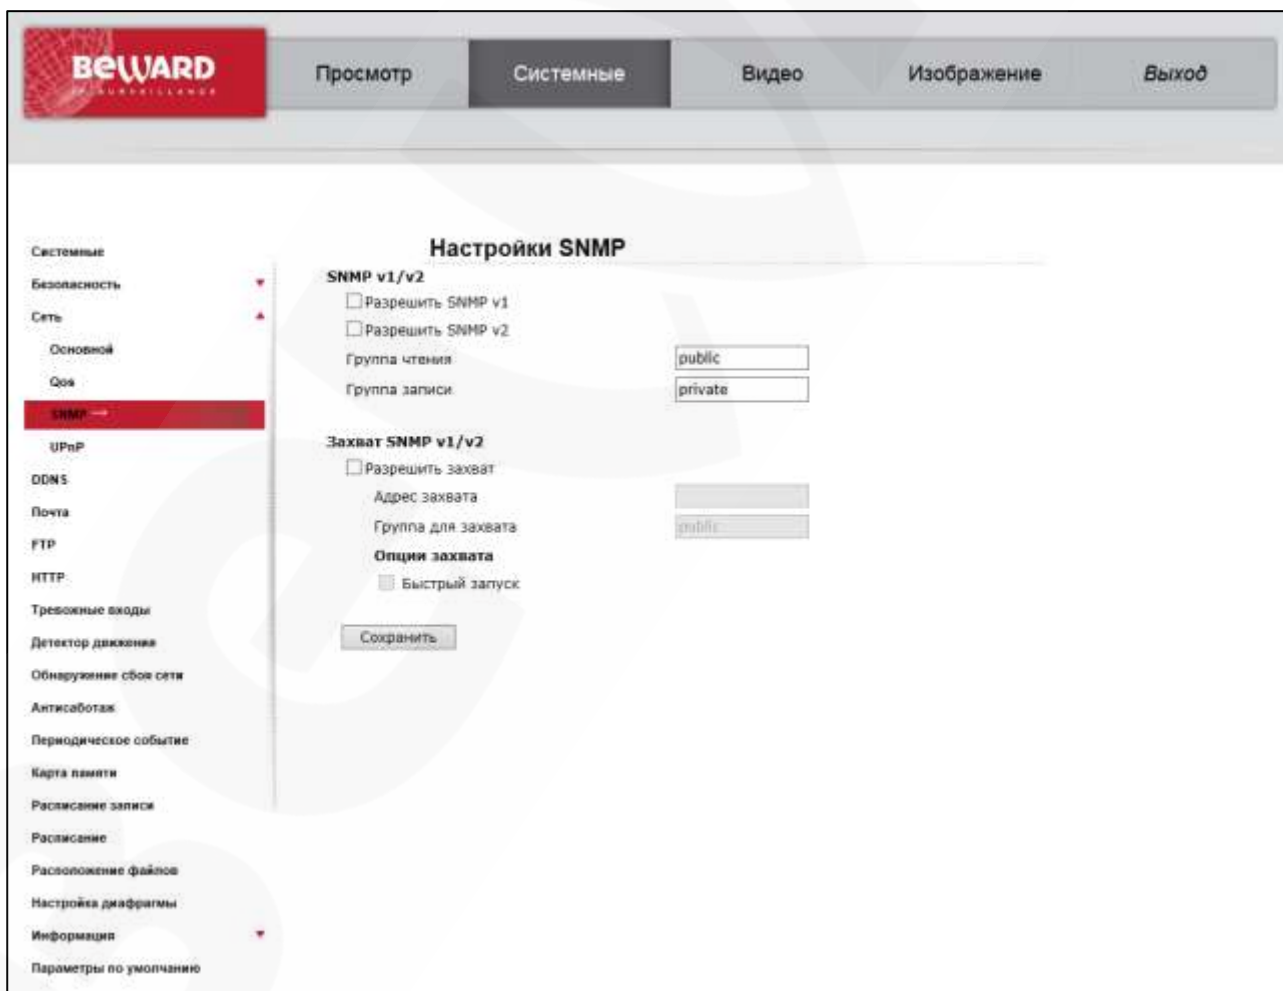 BEWARD
IP SURVEILLANCE
Просмотр
Системные
Видео
Изображение
Выход
Системные
Безопасность
Сеть
Основной
Qos
SNMP →
UPnP
DDNS
Почта
FTP
HTTP
Тревожные входы
Детектор движения
Обнаружение сбоя сети
Антисаботаж
Периодическое событие
Карта памяти
Расписание записи
Расписание
Расположение файлов
Настройка диафрагмы
Информация
Параметры по умолчанию
Настройки SNMP
SNMP v1/v2
Разрешить SNMP v1
Разрешить SNMP v2
Группа чтения public
Группа записи private
Захват SNMP v1/v2
Разрешить захват
Адрес захвата
Группа для захвата public
Опции захвата
Быстрый запуск
Сохранить